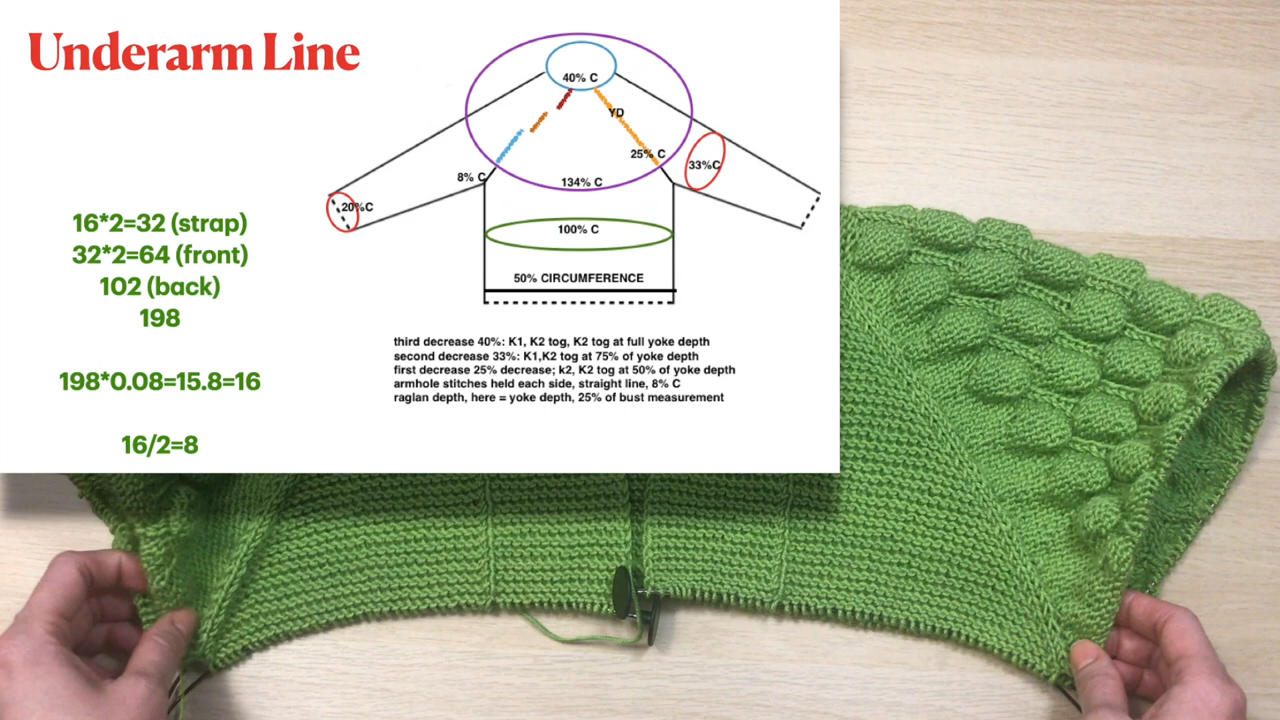 Underarm Line
16*2=32 (strap)
32*2=64 (front)
102 (back)
198
198*0.08=15.8=16
16/2=8
40% C
YD
25% C
33%C
8% C
134% C
20%C
100% C
50% CIRCUMFERENCE
third decrease 40%: K1, K2 tog, K2 tog at full yoke depth
second decrease 33%: K1,K2 tog at 75% of yoke depth
first decrease 25% decrease; k2, K2 tog at 50% of yoke depth
armhole stitches held each side, straight line, 8% C
raglan depth, here = yoke depth, 25% of bust measurement